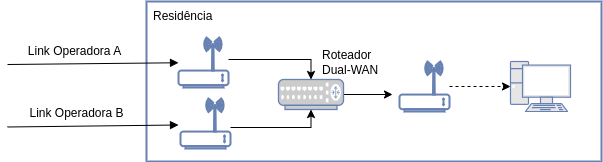 Residência
Link Operadora A
Roteador
Dual-WAN
Link Operadora B